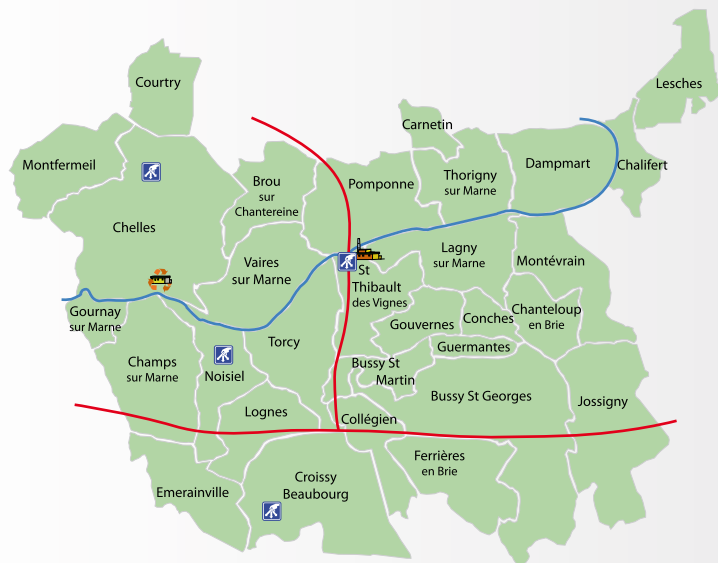 Lesches
Courtry
Carnetin
Montfermeil
Dampmart
Chalifert
Brou
sur
Chantereine
Pomponne
Thorigny
sur Marne
Chelles
Vaires
sur Marne
Lagny
sur Marne
Montévrain
St
Thibault
des Vignes
Gournay
sur Marne
Gouvernes
Conches
Chanteloup
en Brie
Torcy
Guermantes
Champs
sur Marne
Noisiel
Bussy St
Martin
Bussy St Georges
Jossigny
Lognes
Collégien
Ferrières
en Brie
Emerainville
Croissy
Beaubourg